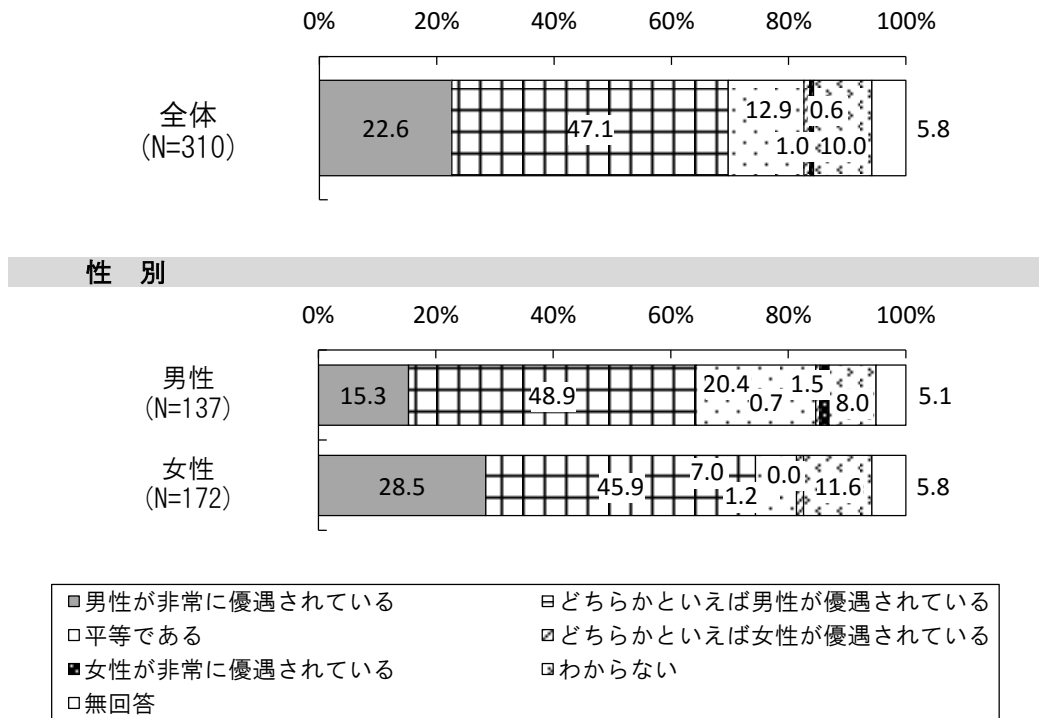 0% 20% 40% 60% 80% 100%
全体
(N=310)
22.6 47.1 12.9 1.0 0.6 10.0 5.8
性 別
0% 20% 40% 60% 80% 100%
男性
(N=137)
15.3 48.9 20.4 0.7 1.5 8.0 5.1
女性
(N=172)
28.5 45.9 7.0 1.2 0.0 11.6 5.8
男性が非常に優遇されている どちらかといえば男性が優遇されている
平等である どちらかといえば女性が優遇されている
女性が非常に優遇されている わからない
無回答